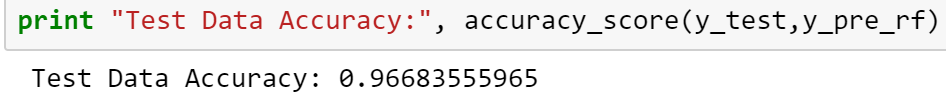 print "Test Data Accuracy:", accuracy_score(y_test,y_pre_rf)
Test Data Accuracy: 0.96683555965